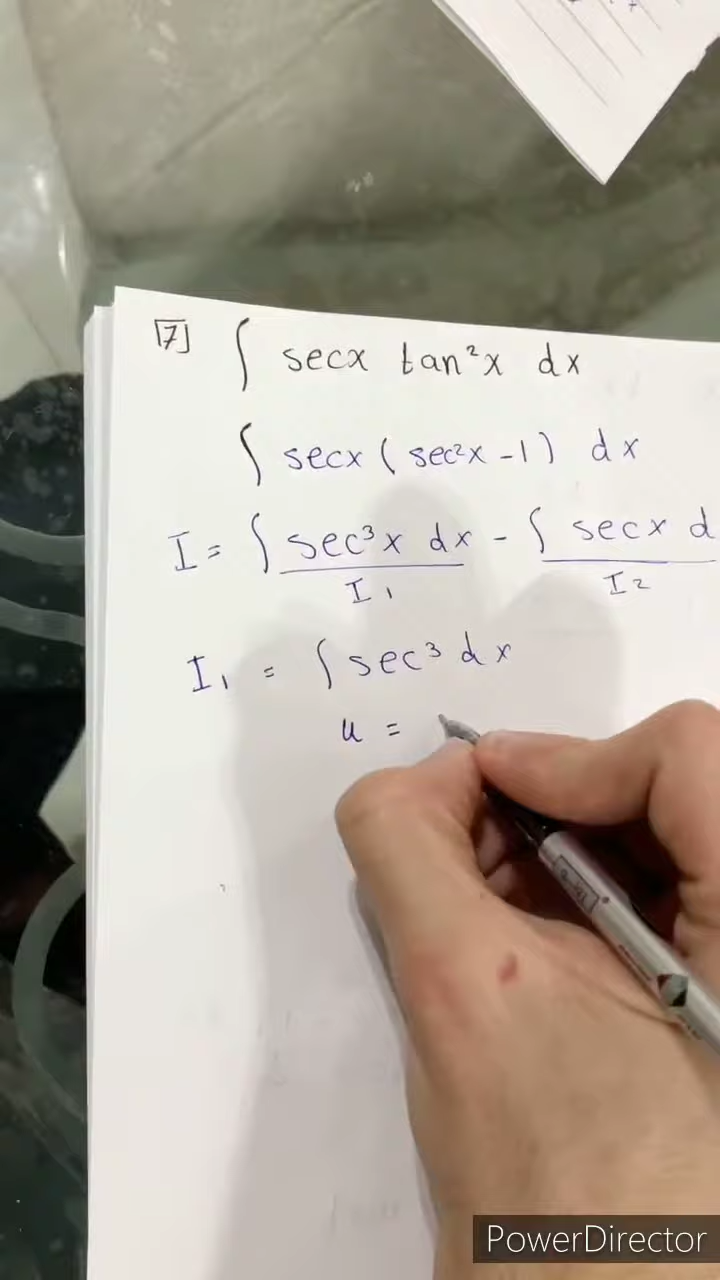 7 ∫ secx tan²x dx
∫ secx (sec²x - 1) dx
I = ∫ sec³x dx - ∫ secx d
I₁ I₂
I₁ = ∫ sec³ dx
u =
PowerDirector